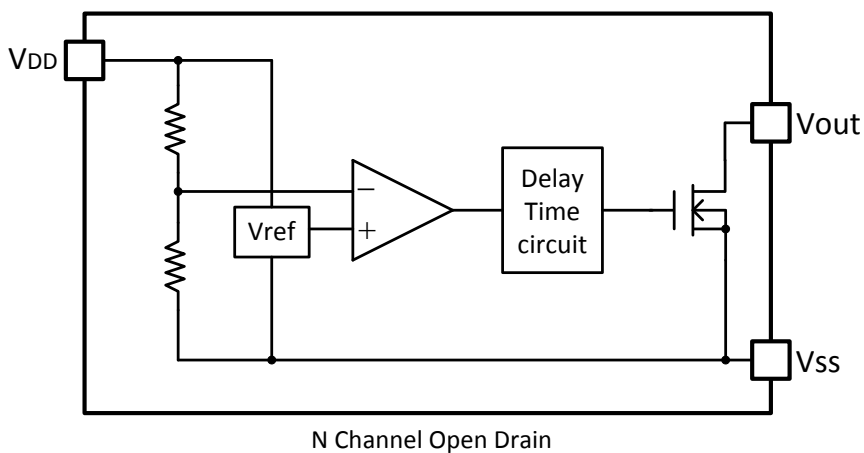 VDD
Vout
Delay
Time
circuit
−
Vref
+
Vss
N Channel Open Drain